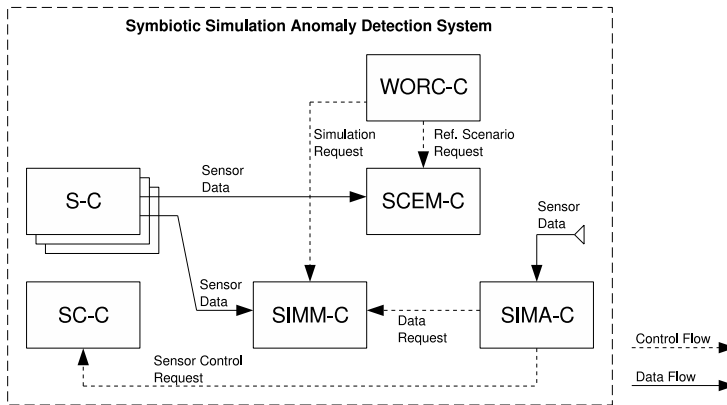 Symbiotic Simulation Anomaly Detection System
WORC-C
Simulation
Request
Ref. Scenario
Request
Sensor
Data
S-C
SCEM-C
Sensor
Data
Sensor
Data
SC-C
SIMM-C
Data
Request
SIMA-C
Sensor Control
Request
Control Flow
Data Flow